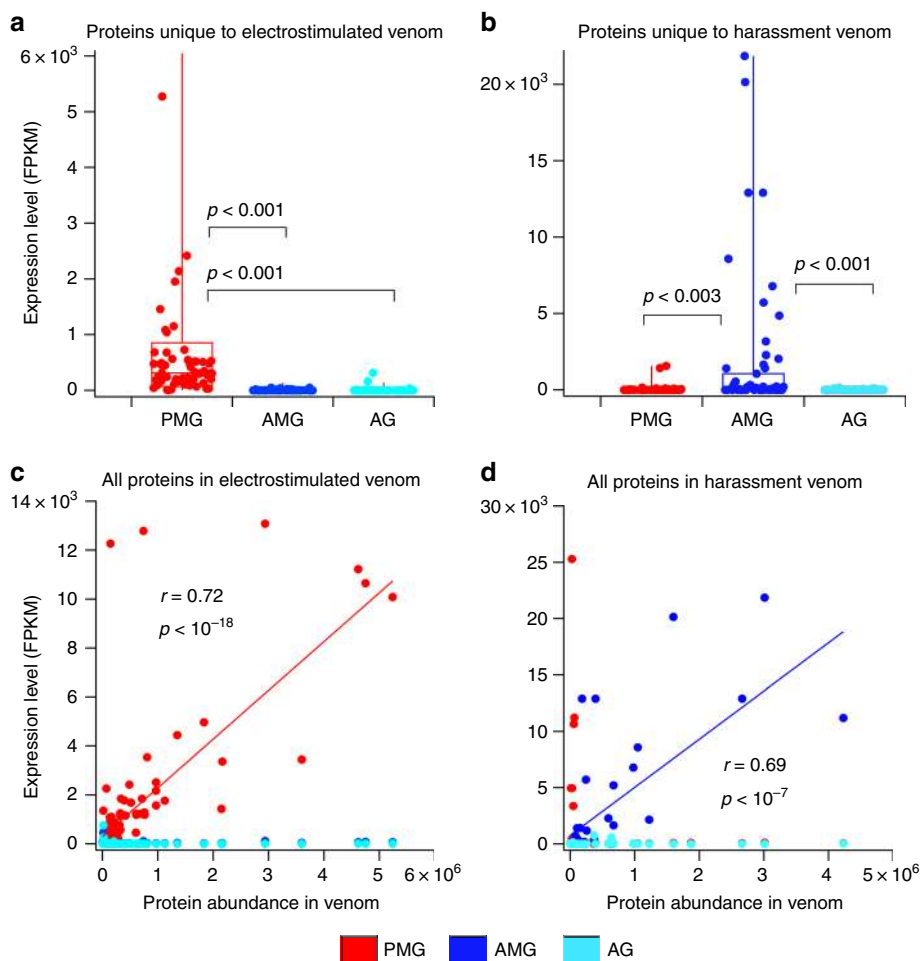 a Proteins unique to electrostimulated venom
6 × 10³
5
4
3
2
1
0
Expression level (FPKM)
p < 0.001
p < 0.001
PMG AMG AG
b Proteins unique to harassment venom
20 × 10³
15
10
5
0
p < 0.003
p < 0.001
PMG AMG AG
c All proteins in electrostimulated venom
14 × 10³
12
10
8
6
4
2
0
Expression level (FPKM)
r = 0.72
p < 10⁻¹⁸
0 1 2 3 4 5 6 × 10⁶
Protein abundance in venom
d All proteins in harassment venom
30 × 10³
25
20
15
10
5
0
r = 0.69
p < 10⁻⁷
0 1 2 3 4 5 × 10⁶
Protein abundance in venom
PMG AMG AG